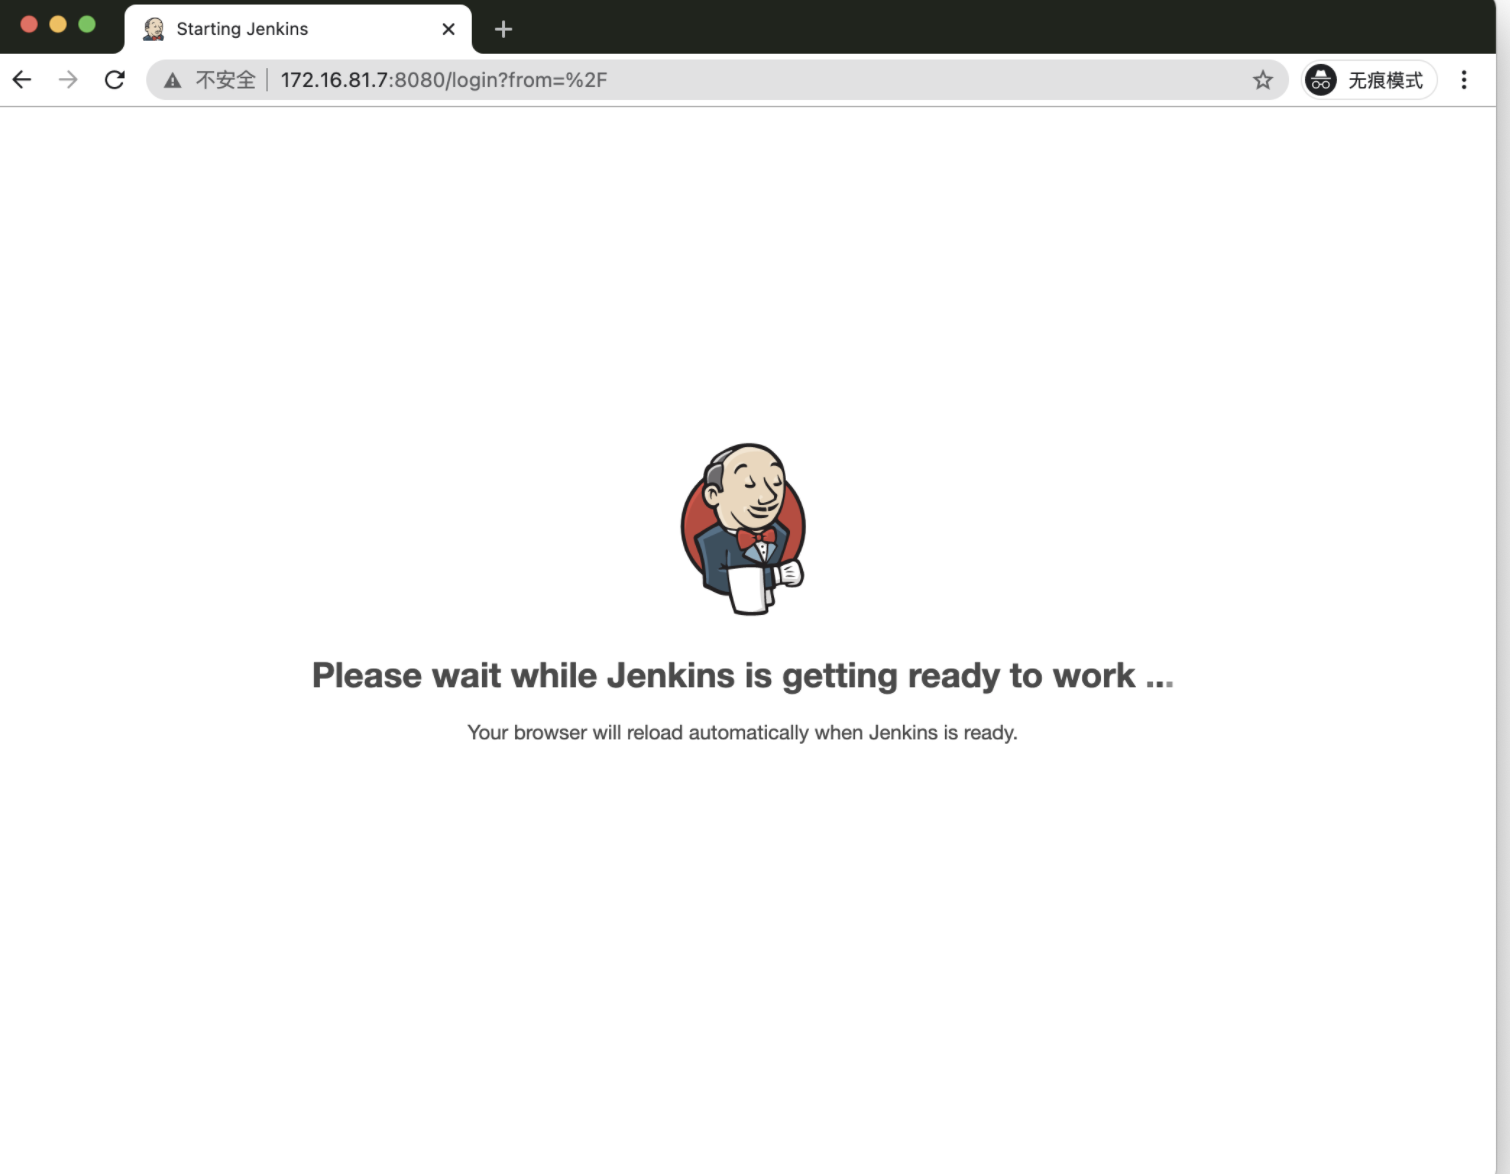 Starting Jenkins
不安全 172.16.81.7:8080/login?from=%2F 无痕模式
Please wait while Jenkins is getting ready to work ...
Your browser will reload automatically when Jenkins is ready.